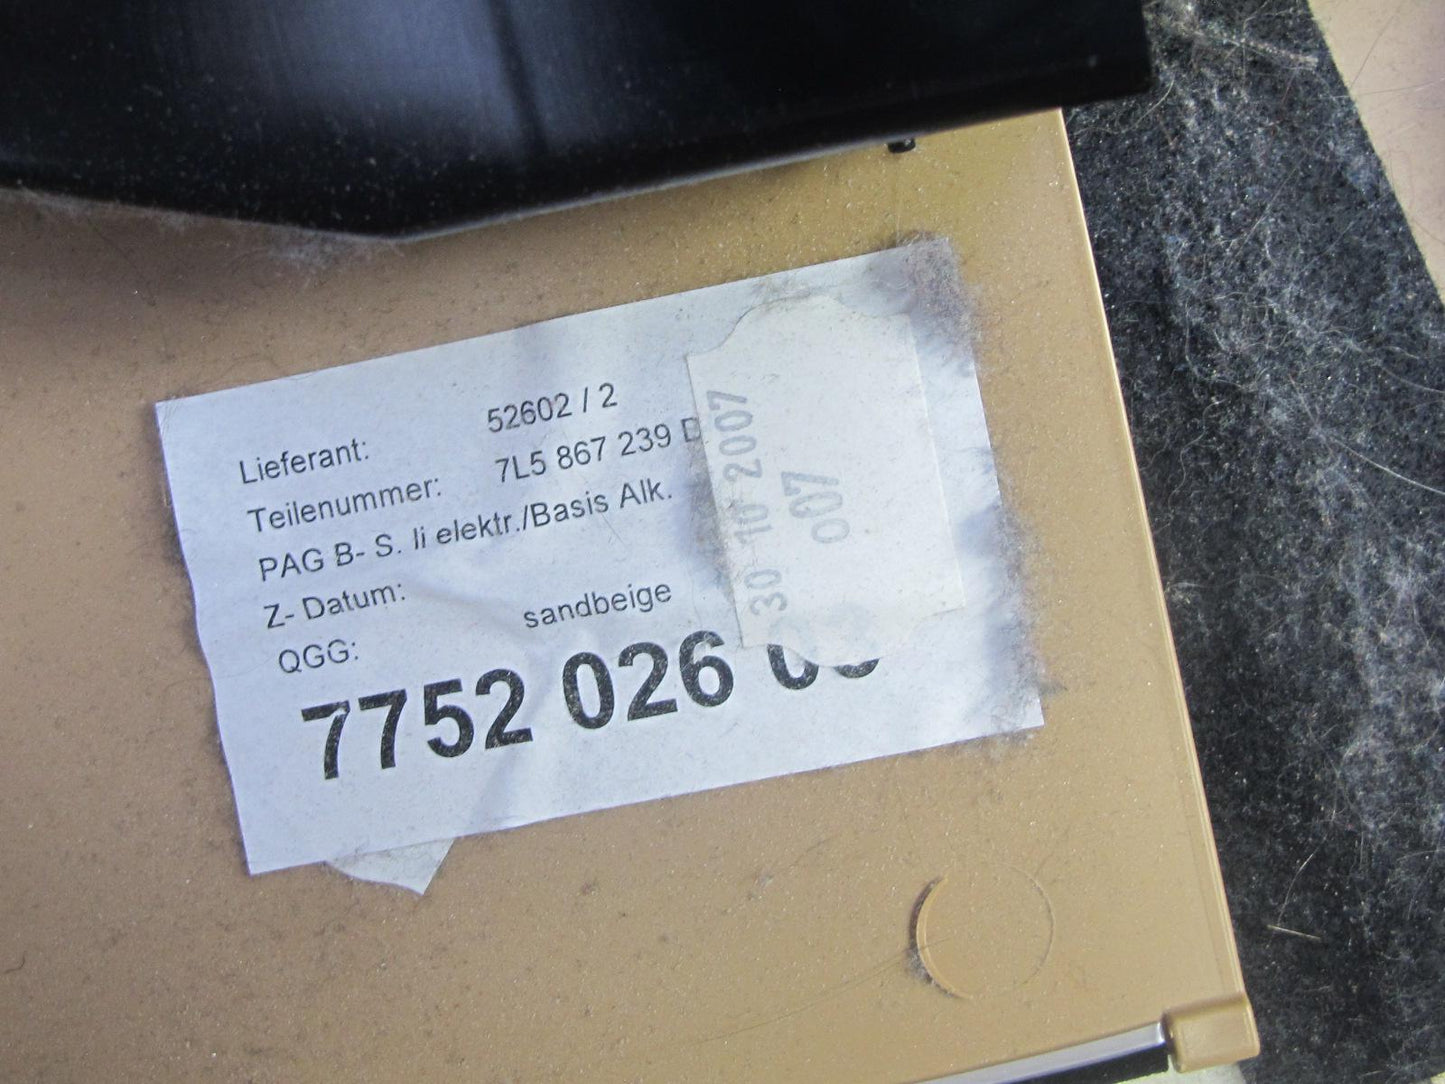 Lieferant: 52602 / 2
Teilenummer: 7L5 867 239
PAG B- S. li elektr./Basis Alk.
Z- Datum:
QGG: sandbeige
7752 026
30 10 2007
007